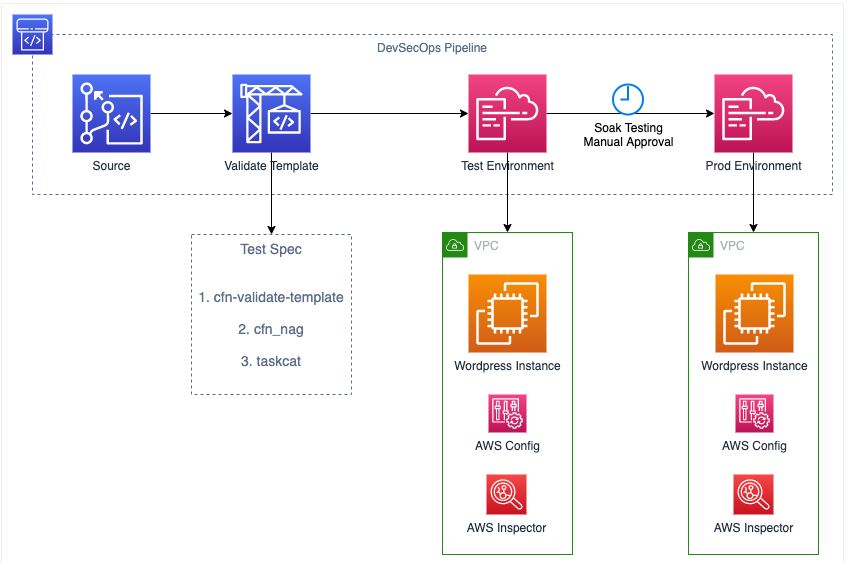 DevSecOps Pipeline
Source
Validate Template
Test Environment
Soak Testing
Manual Approval
Prod Environment
Test Spec
1. cfn-validate-template
2. cfn_nag
3. taskcat
VPC
Wordpress Instance
AWS Config
AWS Inspector
VPC
Wordpress Instance
AWS Config
AWS Inspector